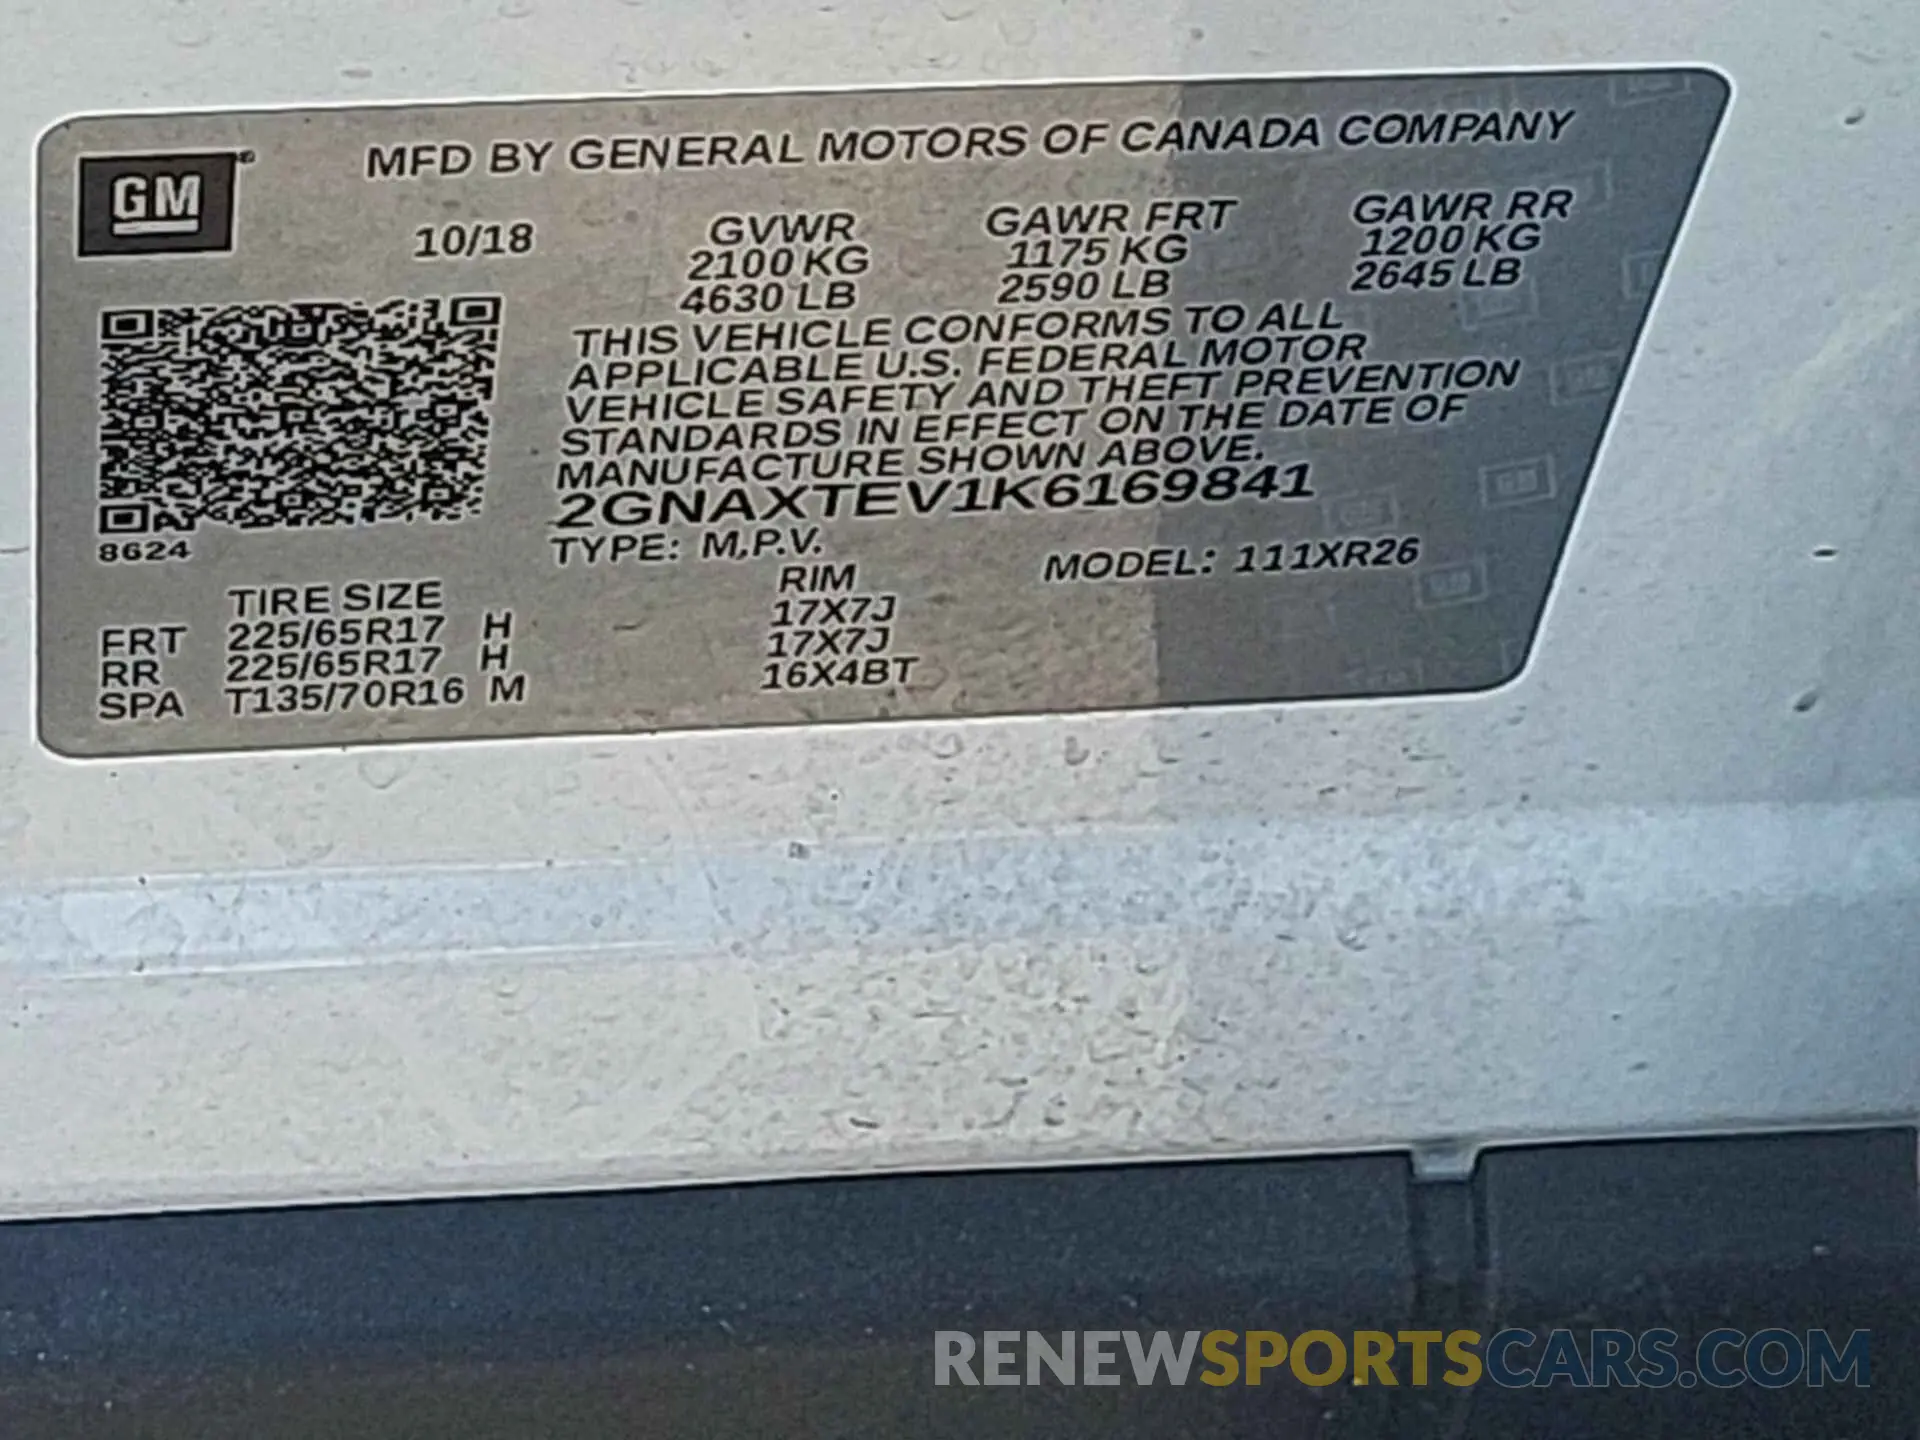 MFD BY GENERAL MOTORS OF CANADA COMPANY
GM
10/18 GVWR GAWR FRT GAWR RR
2100 KG 1175 KG 1200 KG
4630 LB 2590 LB 2645 LB
THIS VEHICLE CONFORMS TO ALL
APPLICABLE U.S. FEDERAL MOTOR
VEHICLE SAFETY AND THEFT PREVENTION
STANDARDS IN EFFECT ON THE DATE OF
MANUFACTURE SHOWN ABOVE.
2GNAXTEV1K6169841
8624
TYPE: M.P.V. MODEL: 111XR26
TIRE SIZE RIM
FRT 225/65R17 H 17X7J
RR 225/65R17 H 17X7J
SPA T135/70R16 M 16X4BT
RENEWSPORTSCARS.COM